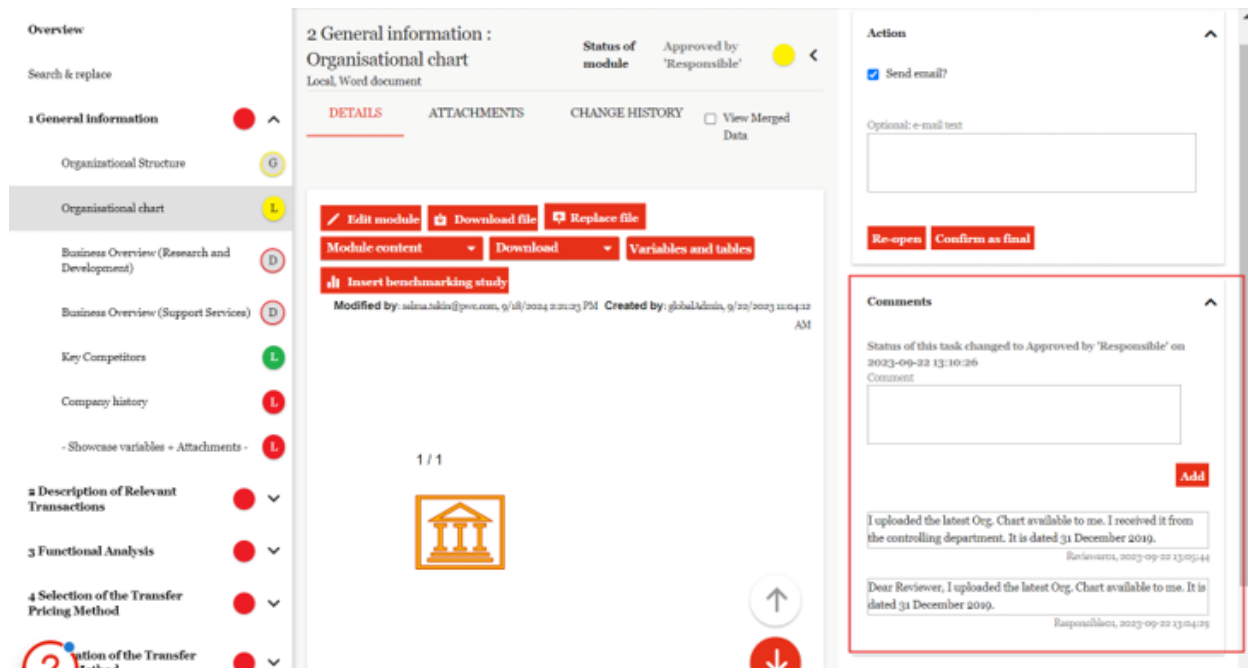 Overview
Search & replace
1 General information
Organizational Structure
G
Organisational chart
L
Business Overview (Research and
Development)
D
Business Overview (Support Services)
D
Key Competitors
L
Company history
L
- Showcase variables + Attachments -
L
2 Description of Relevant
Transactions
3 Functional Analysis
4 Selection of the Transfer
Pricing Method
ation of the Transfer
2 General information :
Organisational chart
Local, Word document
Status of
module
Approved by
'Responsible'
DETAILS
ATTACHMENTS
CHANGE HISTORY
View Merged
Data
Edit module
Download file
Replace file
Module content
Download
Variables and tables
Insert benchmarking study
Modified by: selma.tekin@pwc.com, 9/18/2024 2:21:23 PM Created by: globalAdmin, 9/22/2023 11:04:12
AM
1 / 1
Action
Send email?
Optional: e-mail text
Re-open
Confirm as final
Comments
Status of this task changed to Approved by 'Responsible' on
2023-09-22 13:10:26
Comment
Add
I uploaded the latest Org. Chart available to me. I received it from
the controlling department. It is dated 31 December 2019.
Reviewer01, 2023-09-22 13:05:44
Dear Reviewer, I uploaded the latest Org. Chart available to me. It is
dated 31 December 2019.
Responsible01, 2023-09-22 13:04:25